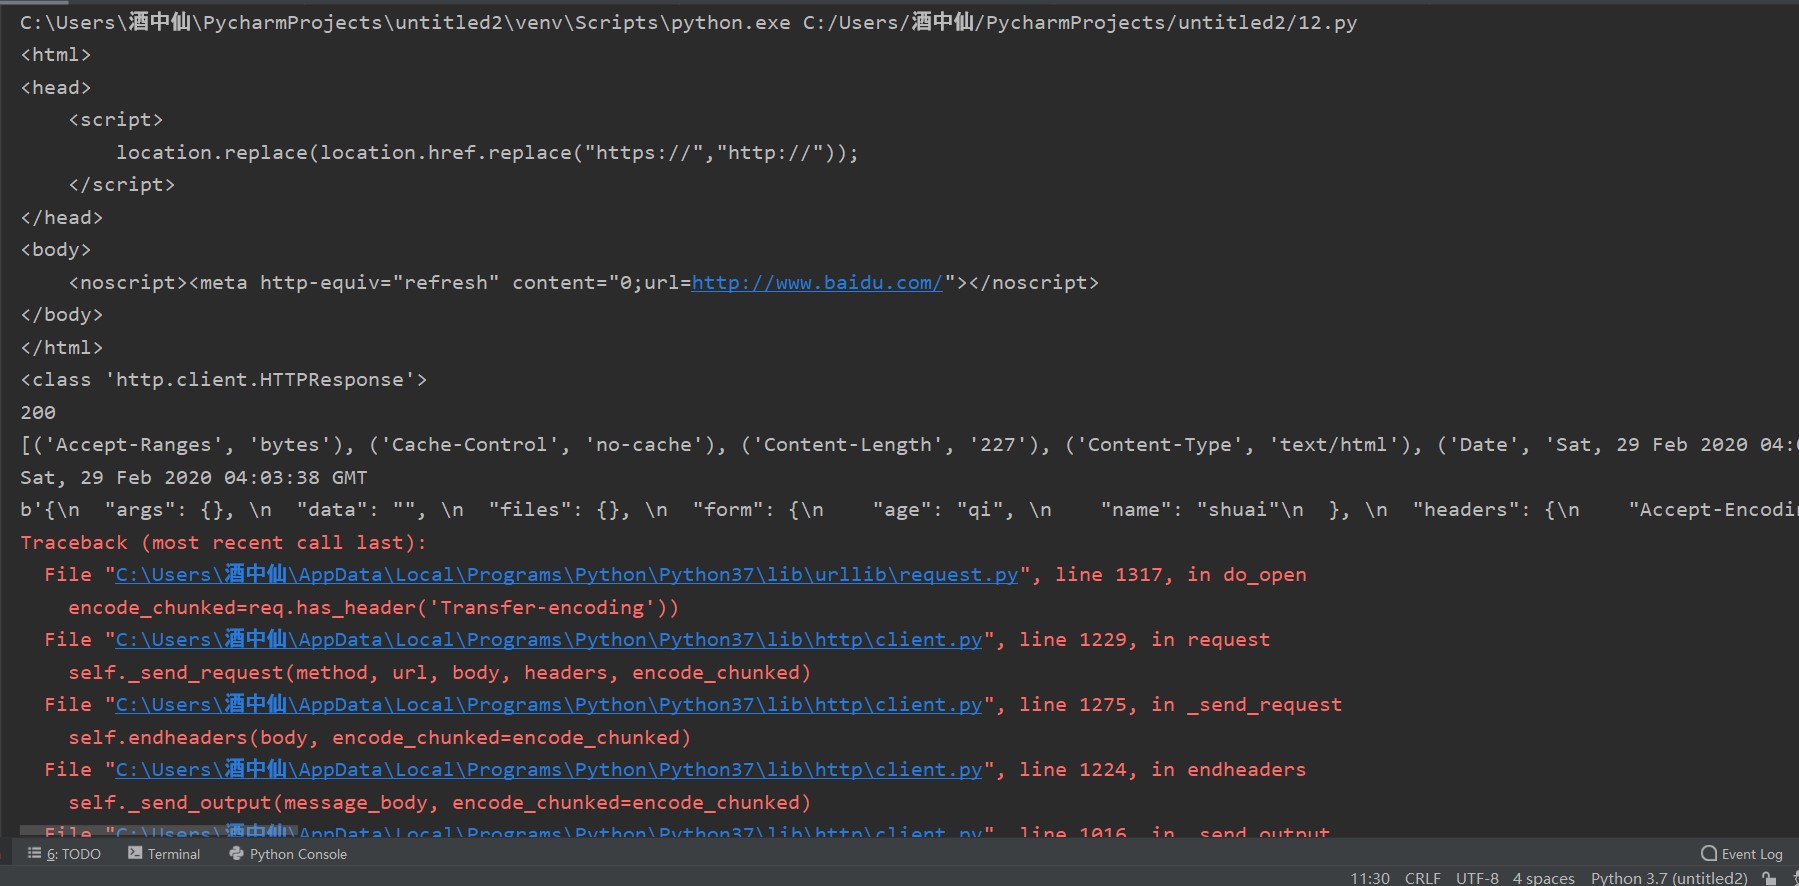 C:\Users\酒中仙\PycharmProjects\untitled2\venv\Scripts\python.exe C:/Users/酒中仙/PycharmProjects/untitled2/12.py
<html>
<head>
    <script>
        location.replace(location.href.replace("https://","http://"));
    </script>
</head>
<body>
    <noscript><meta http-equiv="refresh" content="0;url=http://www.baidu.com/"></noscript>
</body>
</html>
<class 'http.client.HTTPResponse'>
200
[('Accept-Ranges', 'bytes'), ('Cache-Control', 'no-cache'), ('Content-Length', '227'), ('Content-Type', 'text/html'), ('Date', 'Sat, 29 Feb 2020 04:
Sat, 29 Feb 2020 04:03:38 GMT
b'{\n  "args": {}, \n  "data": "", \n  "files": {}, \n  "form": {\n    "age": "qi", \n    "name": "shuai"\n  }, \n  "headers": {\n    "Accept-Encodi
Traceback (most recent call last):
  File "C:\Users\酒中仙\AppData\Local\Programs\Python\Python37\lib\urllib\request.py", line 1317, in do_open
    encode_chunked=req.has_header('Transfer-encoding'))
  File "C:\Users\酒中仙\AppData\Local\Programs\Python\Python37\lib\http\client.py", line 1229, in request
    self._send_request(method, url, body, headers, encode_chunked)
  File "C:\Users\酒中仙\AppData\Local\Programs\Python\Python37\lib\http\client.py", line 1275, in _send_request
    self.endheaders(body, encode_chunked=encode_chunked)
  File "C:\Users\酒中仙\AppData\Local\Programs\Python\Python37\lib\http\client.py", line 1224, in endheaders
    self._send_output(message_body, encode_chunked=encode_chunked)
  File "C:\Users\酒中仙\AppData\Local\Programs\Python\Python37\lib\http\client.py", line 1016, in _send_output
6: TODO Terminal Python Console Event Log
11:30 CRLF UTF-8 4 spaces Python 3.7 (untitled2)